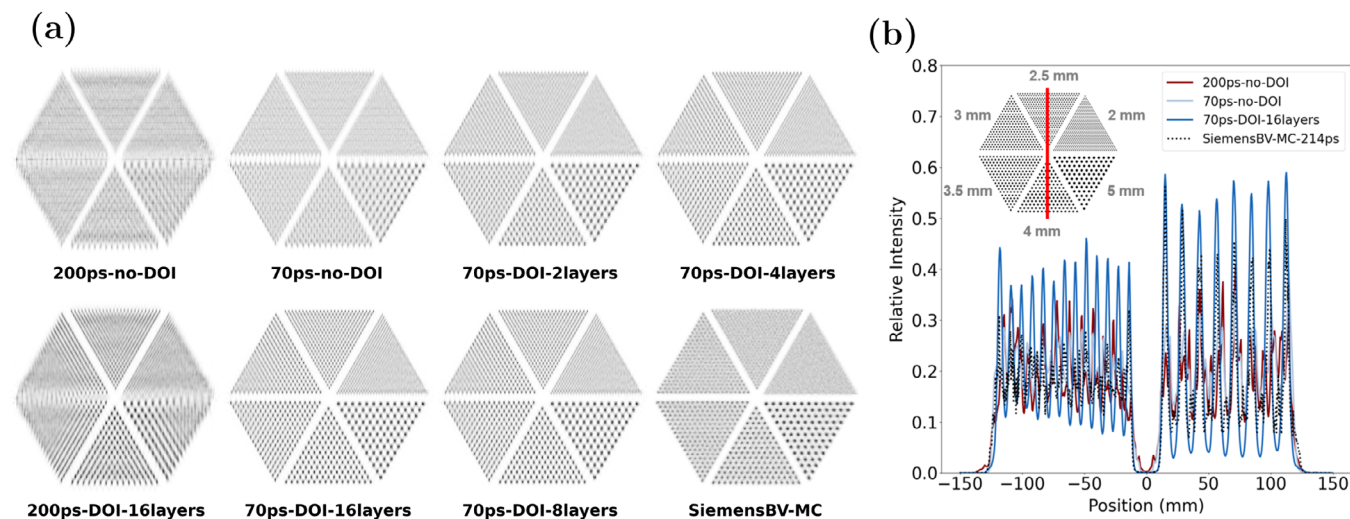 (a)
200ps-no-DOI
70ps-no-DOI
70ps-DOI-2layers
70ps-DOI-4layers
200ps-DOI-16layers
70ps-DOI-16layers
70ps-DOI-8layers
SiemensBV-MC
(b)
0.8
0.7
0.6
0.5
0.4
0.3
0.2
0.1
0.0
Relative Intensity
2.5 mm
3 mm
2 mm
3.5 mm
5 mm
4 mm
200ps-no-DOI
70ps-no-DOI
70ps-DOI-16layers
SiemensBV-MC-214ps
−150
−100
−50
0
50
100
150
Position (mm)